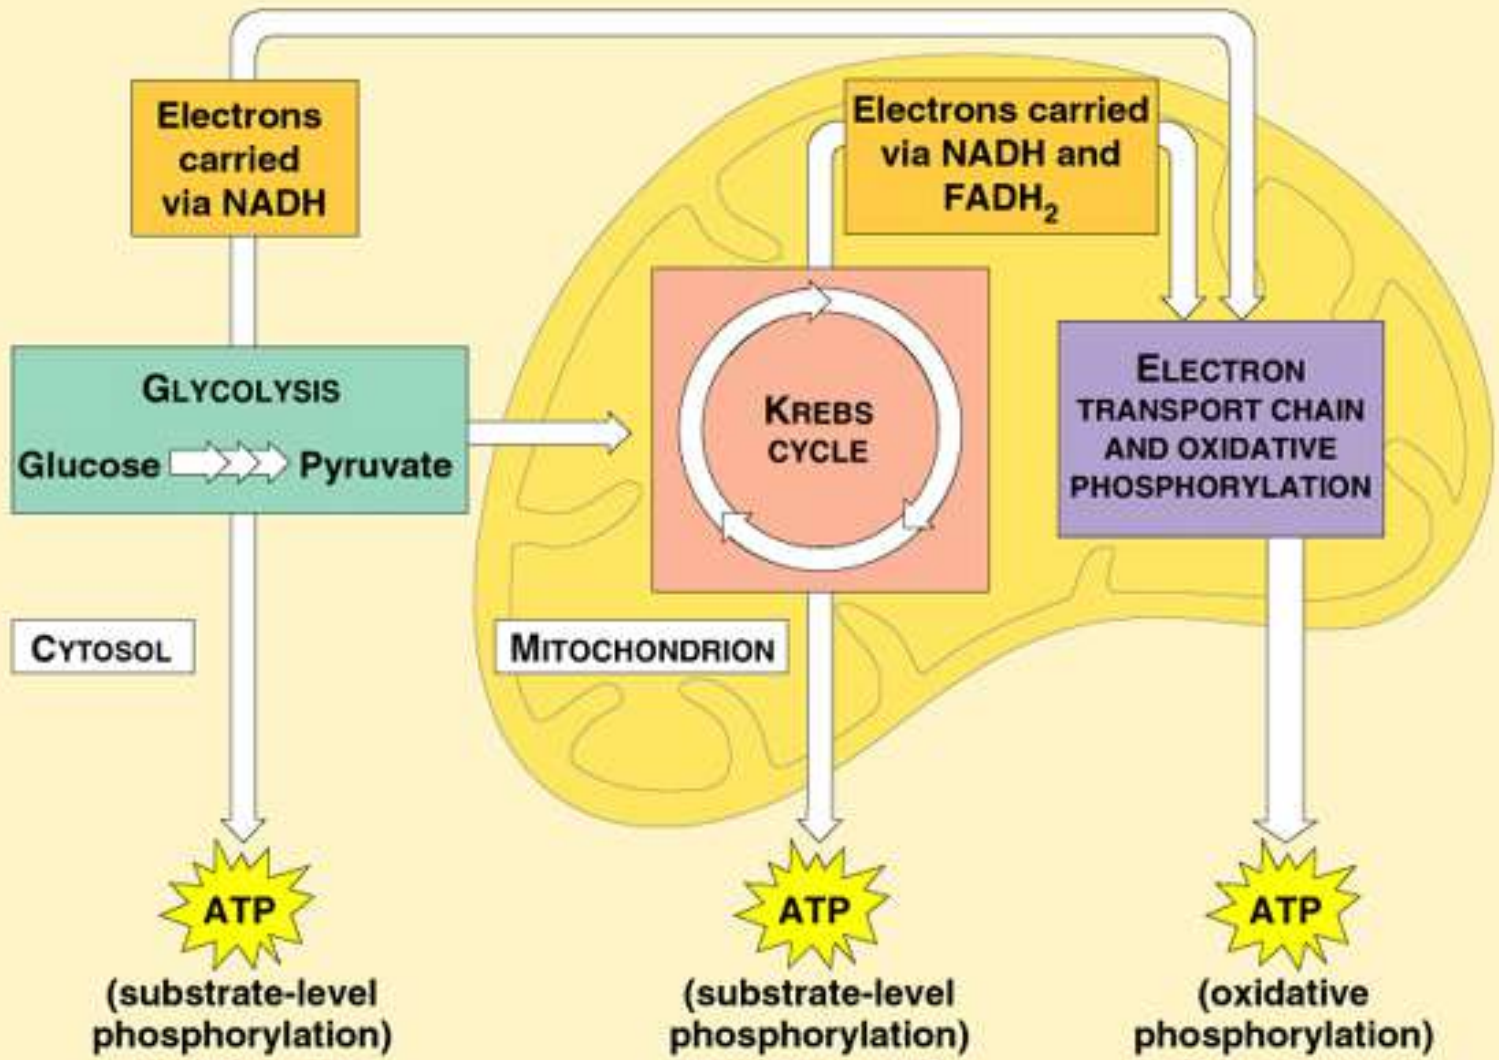 Electrons
carried
via NADH
Electrons carried
via NADH and
FADH₂
GLYCOLYSIS
Glucose Pyruvate
KREBS
CYCLE
ELECTRON
TRANSPORT CHAIN
AND OXIDATIVE
PHOSPHORYLATION
CYTOSOL
MITOCHONDRION
ATP
(substrate-level
phosphorylation)
ATP
(substrate-level
phosphorylation)
ATP
(oxidative
phosphorylation)